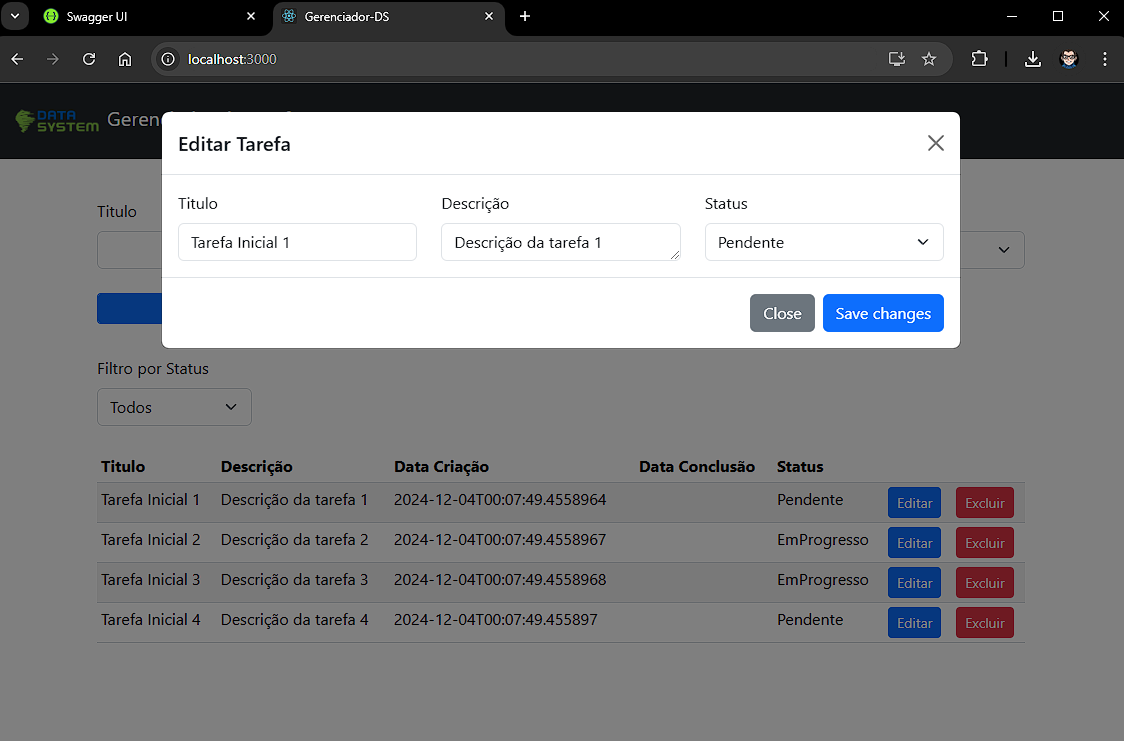 Swagger UI
Gerenciador-DS
localhost:3000
DATA
SYSTEM
Editar Tarefa
Titulo
Descrição
Status
Tarefa Inicial 1
Descrição da tarefa 1
Pendente
Close
Save changes
Titulo
Filtro por Status
Todos
Titulo Descrição Data Criação Data Conclusão Status
Tarefa Inicial 1 Descrição da tarefa 1 2024-12-04T00:07:49.4558964 Pendente Editar Excluir
Tarefa Inicial 2 Descrição da tarefa 2 2024-12-04T00:07:49.4558967 EmProgresso Editar Excluir
Tarefa Inicial 3 Descrição da tarefa 3 2024-12-04T00:07:49.4558968 EmProgresso Editar Excluir
Tarefa Inicial 4 Descrição da tarefa 4 2024-12-04T00:07:49.455897 Pendente Editar Excluir